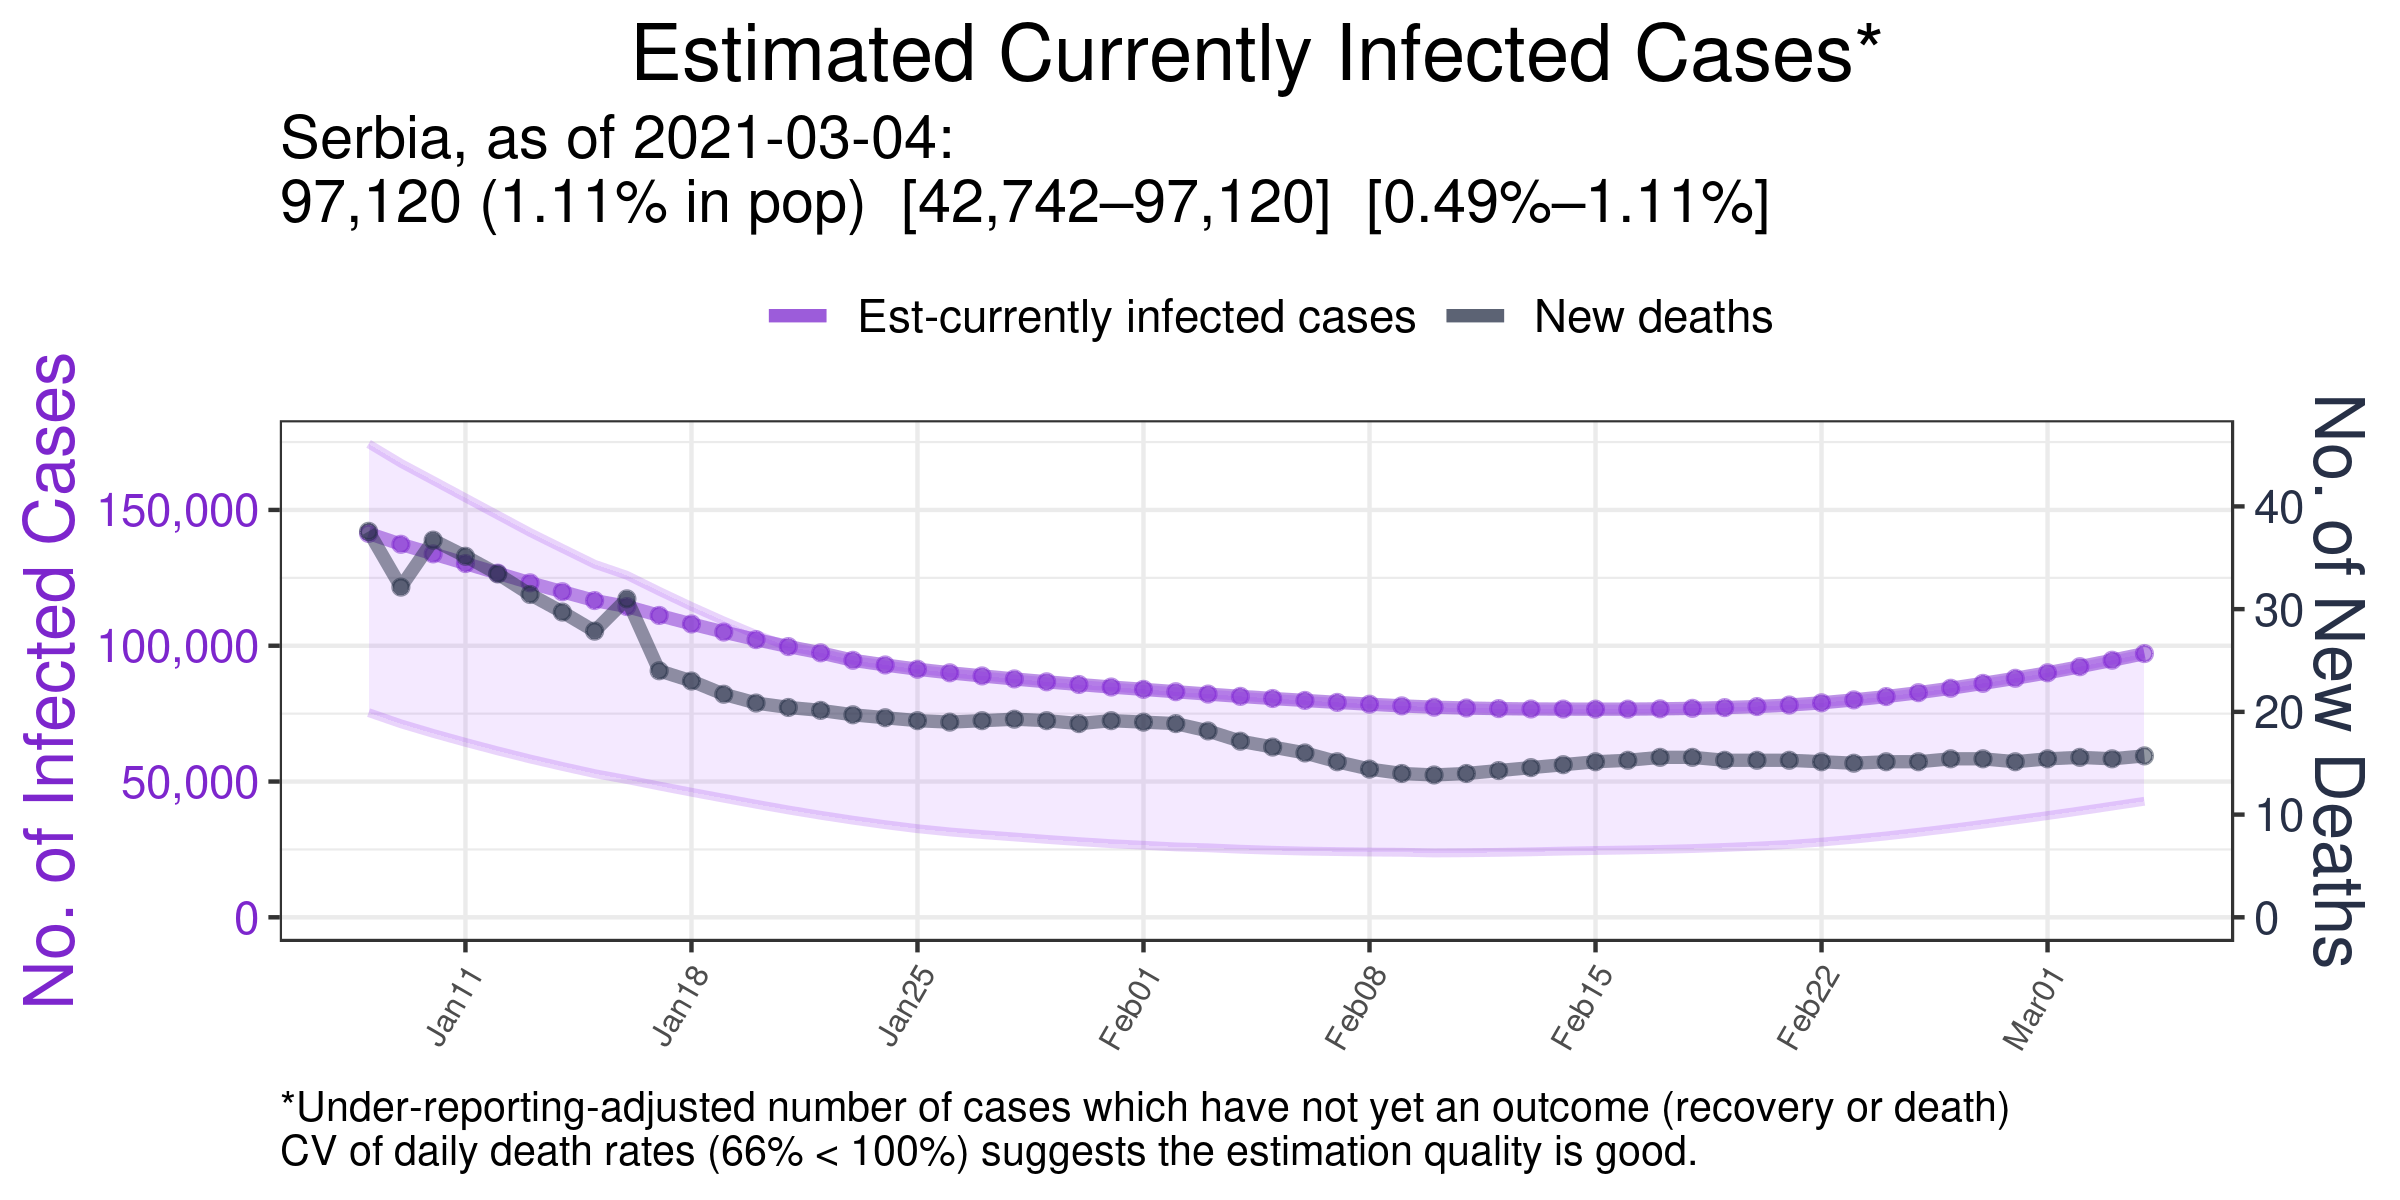 Estimated Currently Infected Cases*
Serbia, as of 2021-03-04:
97,120 (1.11% in pop)  [42,742–97,120]  [0.49%–1.11%]
Est-currently infected cases
New deaths
No. of Infected Cases
150,000
100,000
50,000
0
40
30
20
10
0
No. of New Deaths
Jan11
Jan18
Jan25
Feb01
Feb08
Feb15
Feb22
Mar01
*Under-reporting-adjusted number of cases which have not yet an outcome (recovery or death)
CV of daily death rates (66% < 100%) suggests the estimation quality is good.